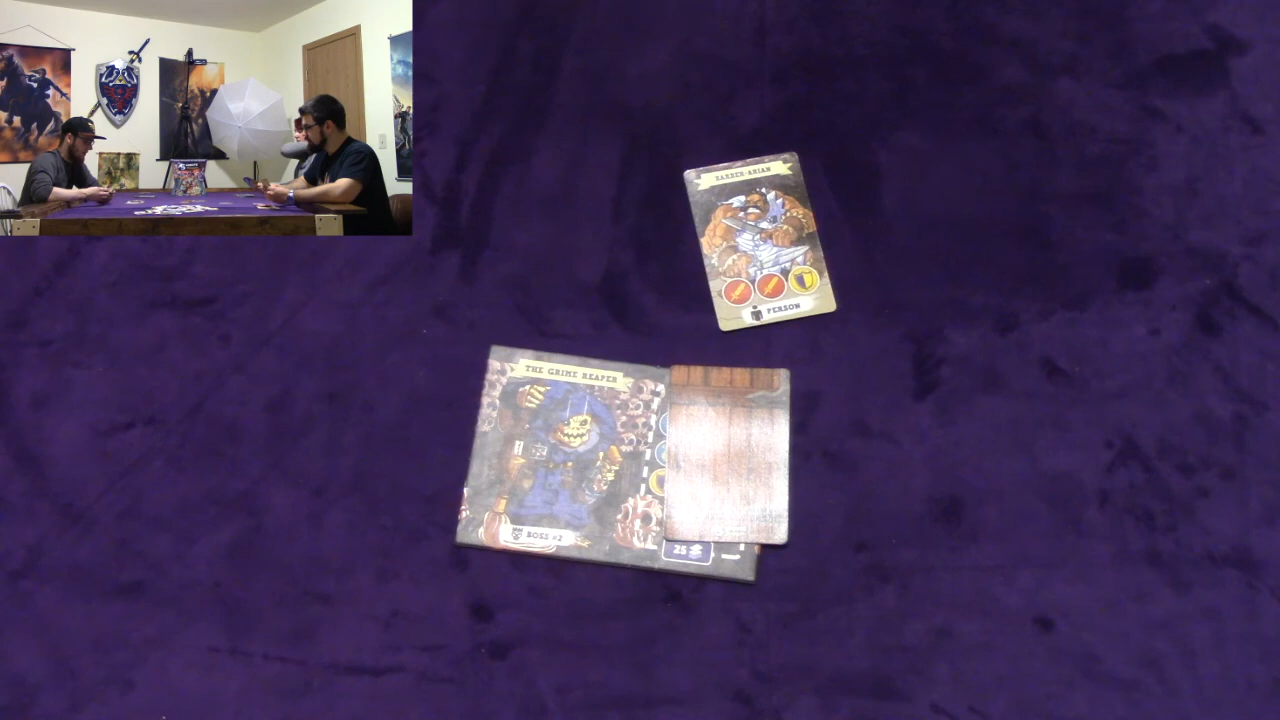 BARBER-ARIAN
PERSON
THE GRIME REAPER
BOSS #2
25